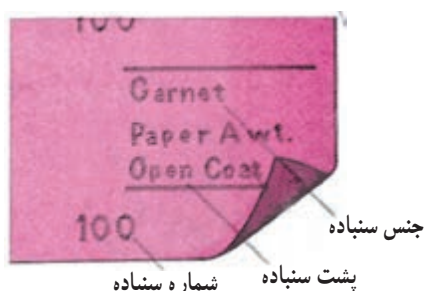 100
Garnet
Paper A wt.
Open Coat
100
جنس سنباده
پشت سنباده
شماره سنباده